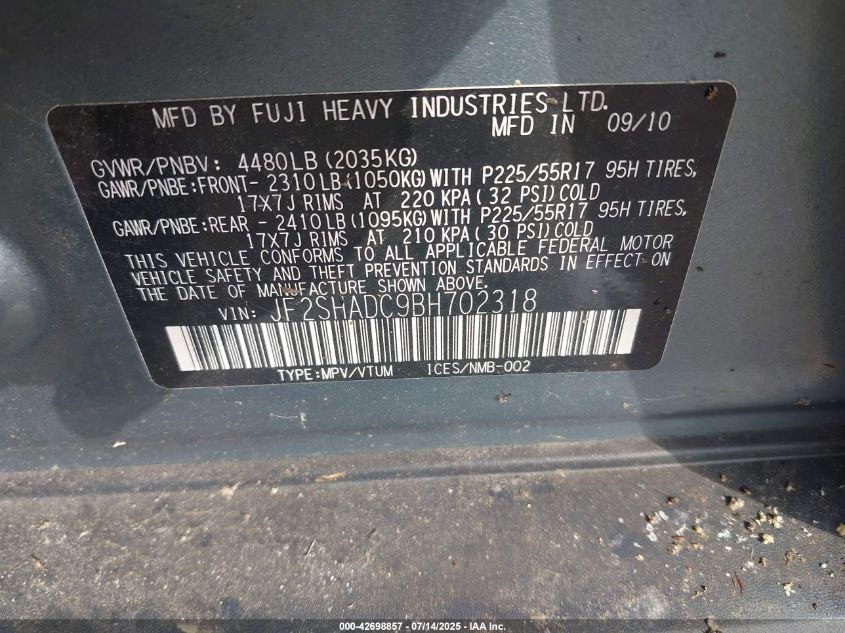 MFD BY FUJI HEAVY INDUSTRIES LTD.
MFD IN 09/10
GVWR/PNBV: 4480LB (2035KG)
GAWR/PNBE:FRONT- 2310LB(1050KG)WITH P225/55R17 95H TIRES,
17X7J RIMS AT 220 KPA( 32 PSI)COLD
GAWR/PNBE:REAR - 2410LB(1095KG)WITH P225/55R17 95H TIRES,
17X7J RIMS AT 210 KPA( 30 PSI)COLD
THIS VEHICLE CONFORMS TO ALL APPLICABLE FEDERAL MOTOR
VEHICLE SAFETY AND THEFT PREVENTION STANDARDS IN EFFECT ON
THE DATE OF MANUFACTURE SHOWN ABOVE.
VIN: JF2SHADC9BH702318
TYPE:MPV/VTUM ICES/NMB-002
000-42698857 - 07/14/2025 - IAA Inc.